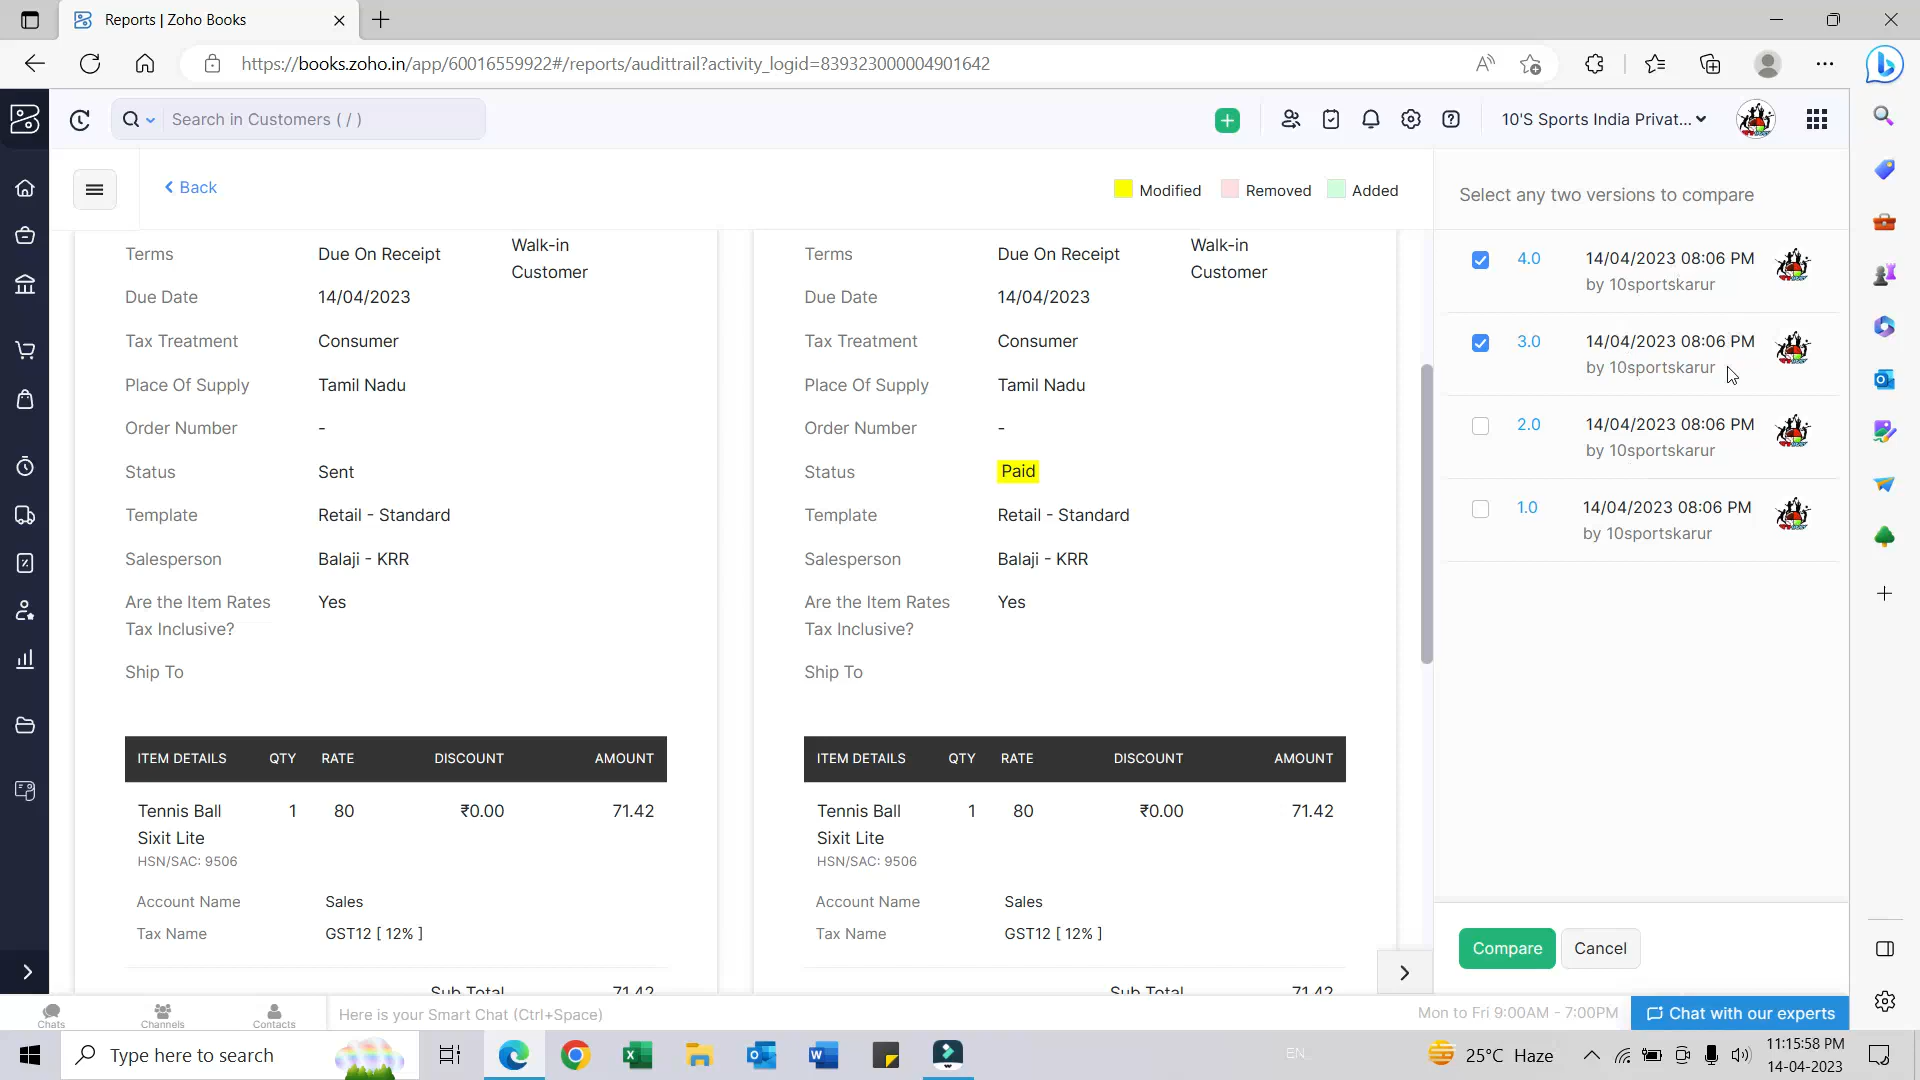 Reports | Zoho Books
https://books.zoho.in/app/60016559922#/reports/audittrail?activity_logid=839323000004901642
Search in Customers ( / )
10'S Sports India Privat...
Back
Modified Removed Added
Select any two versions to compare
Terms Due On Receipt Walk-in Customer
Due Date 14/04/2023
Tax Treatment Consumer
Place Of Supply Tamil Nadu
Order Number -
Status Sent
Template Retail - Standard
Salesperson Balaji - KRR
Are the Item Rates Yes
Tax Inclusive?
Ship To
ITEM DETAILS QTY RATE DISCOUNT AMOUNT
Tennis Ball 1 80 ₹0.00 71.42
Sixit Lite
HSN/SAC: 9506
Account Name Sales
Tax Name GST12 [ 12% ]
Sub Total 71.42
Terms Due On Receipt Walk-in Customer
Due Date 14/04/2023
Tax Treatment Consumer
Place Of Supply Tamil Nadu
Order Number -
Status Paid
Template Retail - Standard
Salesperson Balaji - KRR
Are the Item Rates Yes
Tax Inclusive?
Ship To
ITEM DETAILS QTY RATE DISCOUNT AMOUNT
Tennis Ball 1 80 ₹0.00 71.42
Sixit Lite
HSN/SAC: 9506
Account Name Sales
Tax Name GST12 [ 12% ]
Sub Total 71.42
4.0 14/04/2023 08:06 PM
by 10sportskarur
3.0 14/04/2023 08:06 PM
by 10sportskarur
2.0 14/04/2023 08:06 PM
by 10sportskarur
1.0 14/04/2023 08:06 PM
by 10sportskarur
Compare Cancel
Chats Channels Contacts
Here is your Smart Chat (Ctrl+Space)
Mon to Fri 9:00AM - 7:00PM
Chat with our experts
Type here to search
EN
25°C Haze
11:15:58 PM
14-04-2023